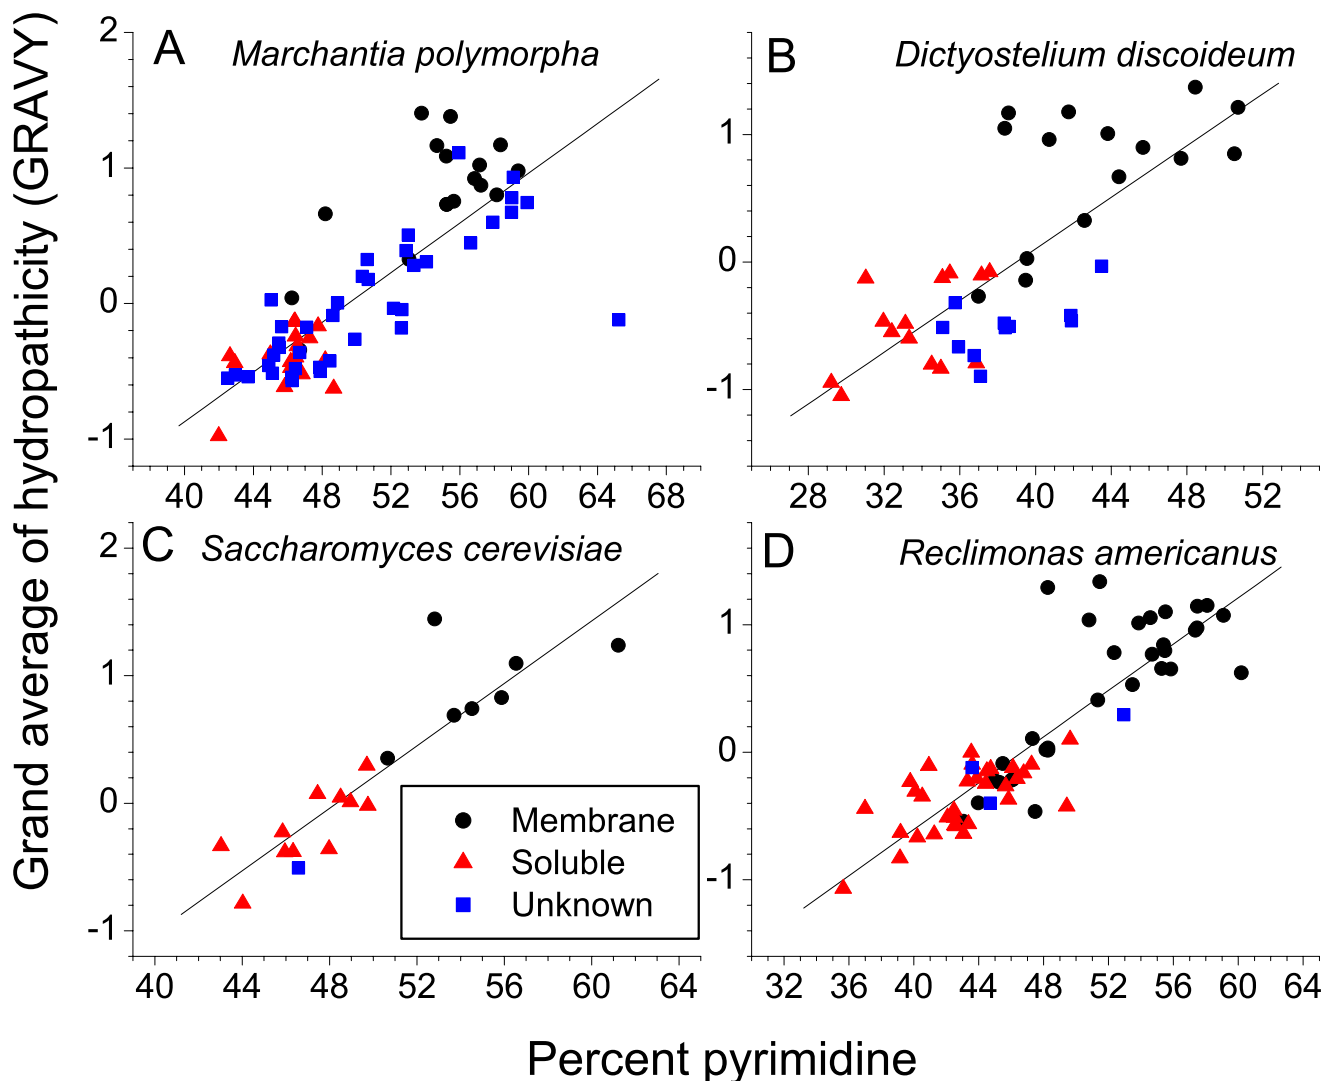 Grand average of hydropathicity (GRAVY)
A Marchantia polymorpha
2
1
0
-1
40 44 48 52 56 60 64 68
B Dictyostelium discoideum
1
0
-1
28 32 36 40 44 48 52
C Saccharomyces cerevisiae
2
1
0
-1
Membrane
Soluble
Unknown
40 44 48 52 56 60 64
D Reclimonas americanus
1
0
-1
32 36 40 44 48 52 56 60 64
Percent pyrimidine